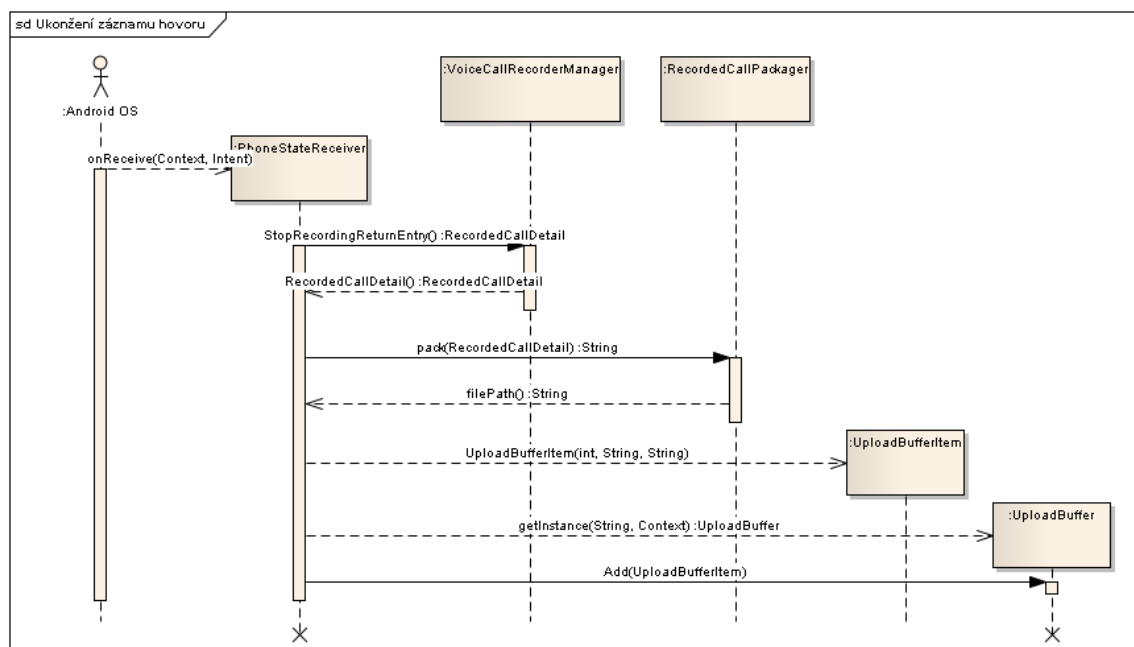 sd Ukonžení záznamu hovoru
:VoiceCallRecorderManager
:RecordedCallPackager
:Android OS
:PhoneStateReceiver
onReceive(Context, Intent)
StopRecordingReturnEntry() :RecordedCallDetail
RecordedCallDetail() :RecordedCallDetail
pack(RecordedCallDetail) :String
filePath() :String
:UploadBufferItem
UploadBufferItem(int, String, String)
:UploadBuffer
getInstance(String, Context) :UploadBuffer
Add(UploadBufferItem)